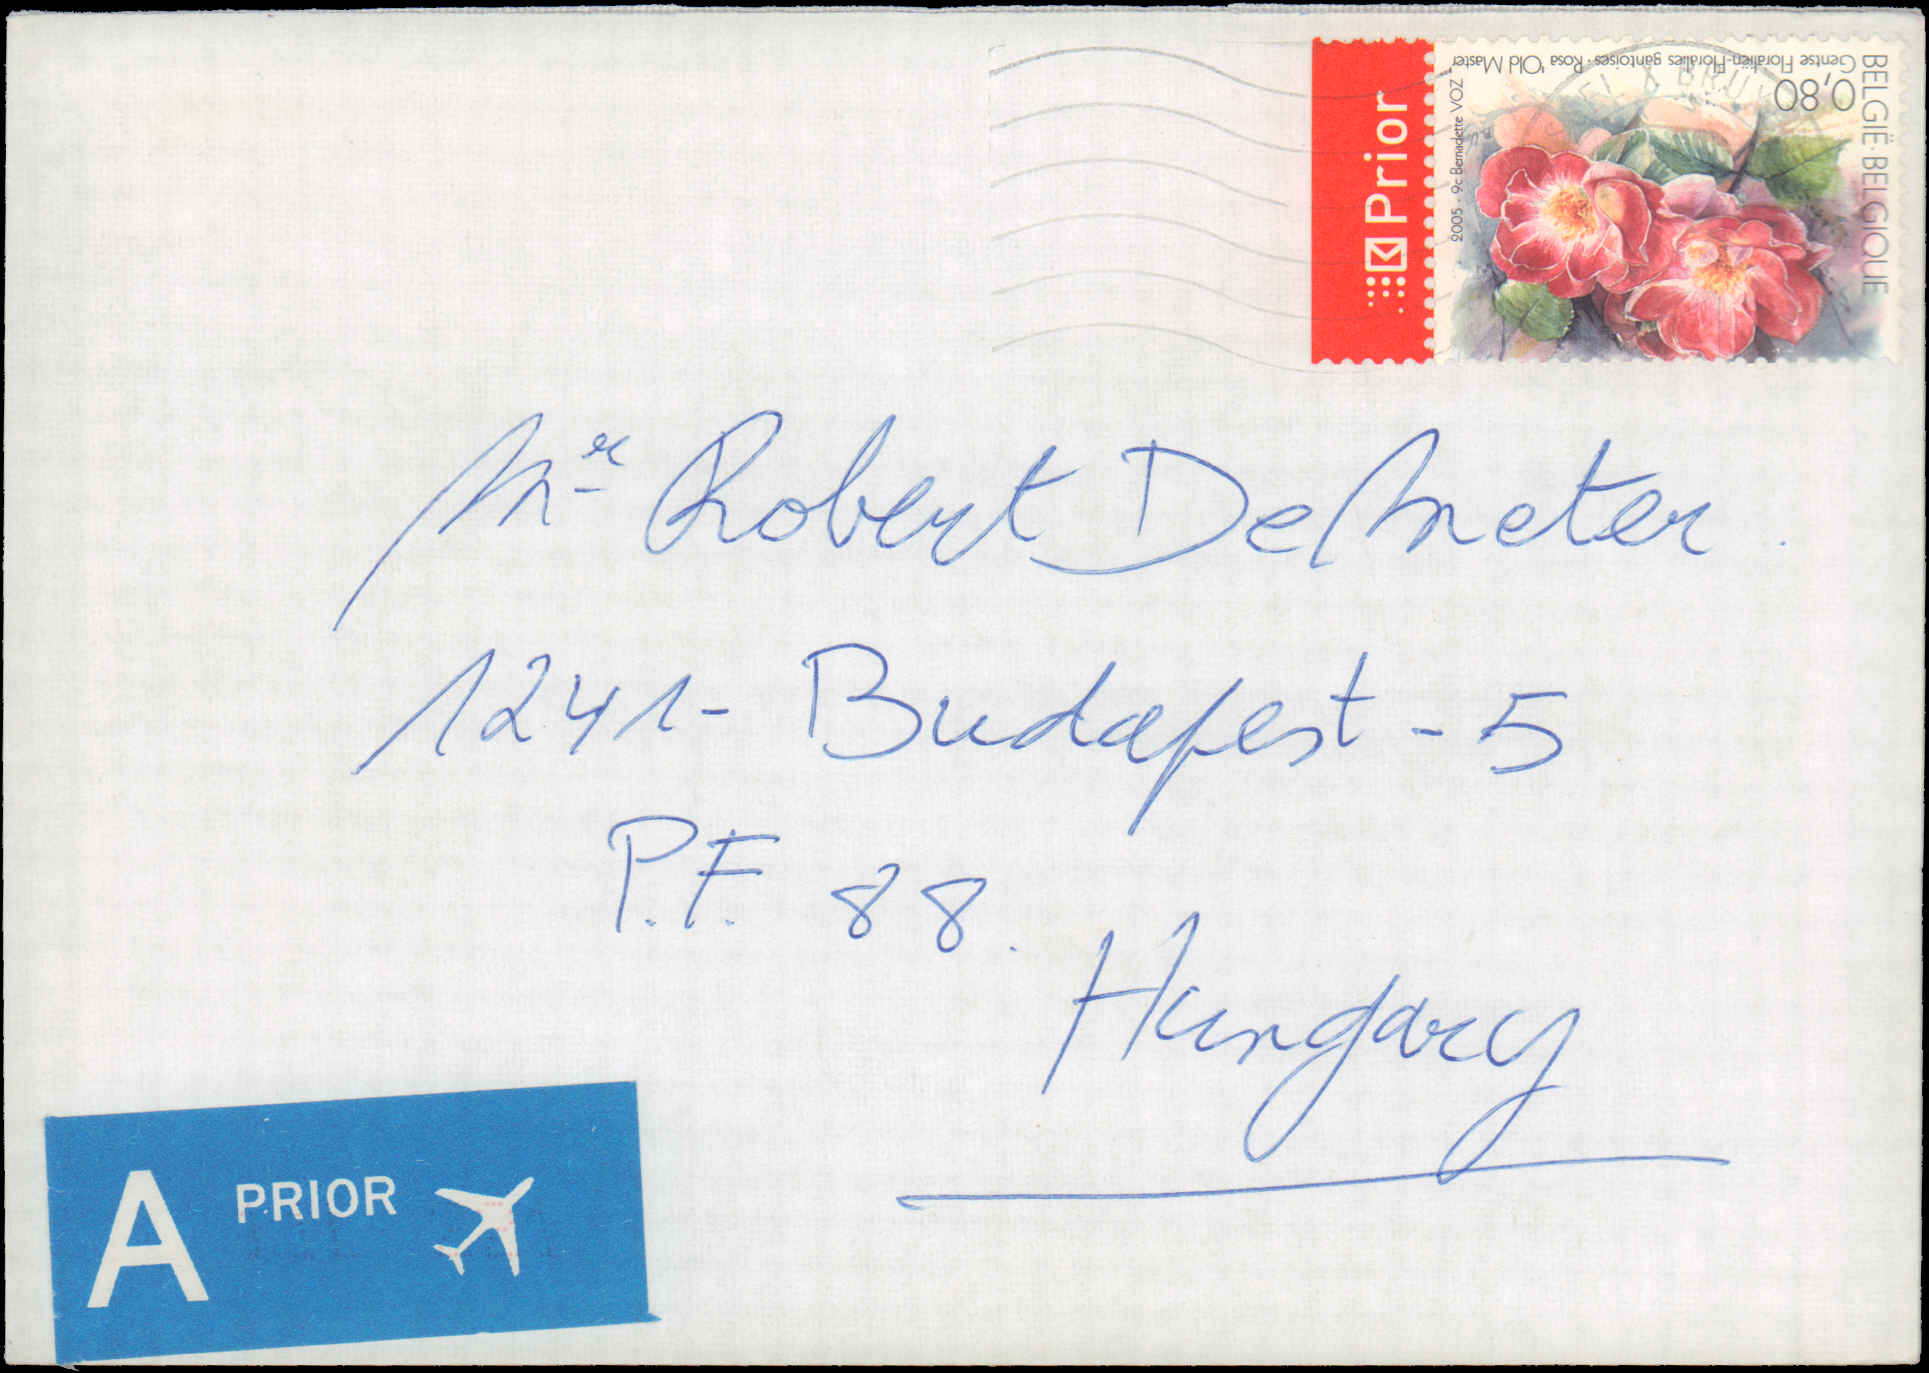 BELGIË·BELGIQUE
0,80
Gentse Floraliën-Floralies gantoises · Rosa 'Old Master'
2005 · 9c Bernadette VOZ
Prior
Mr Robert Demeter
1241- Budapest - 5
P.F. 88.
Hungary
A PRIOR